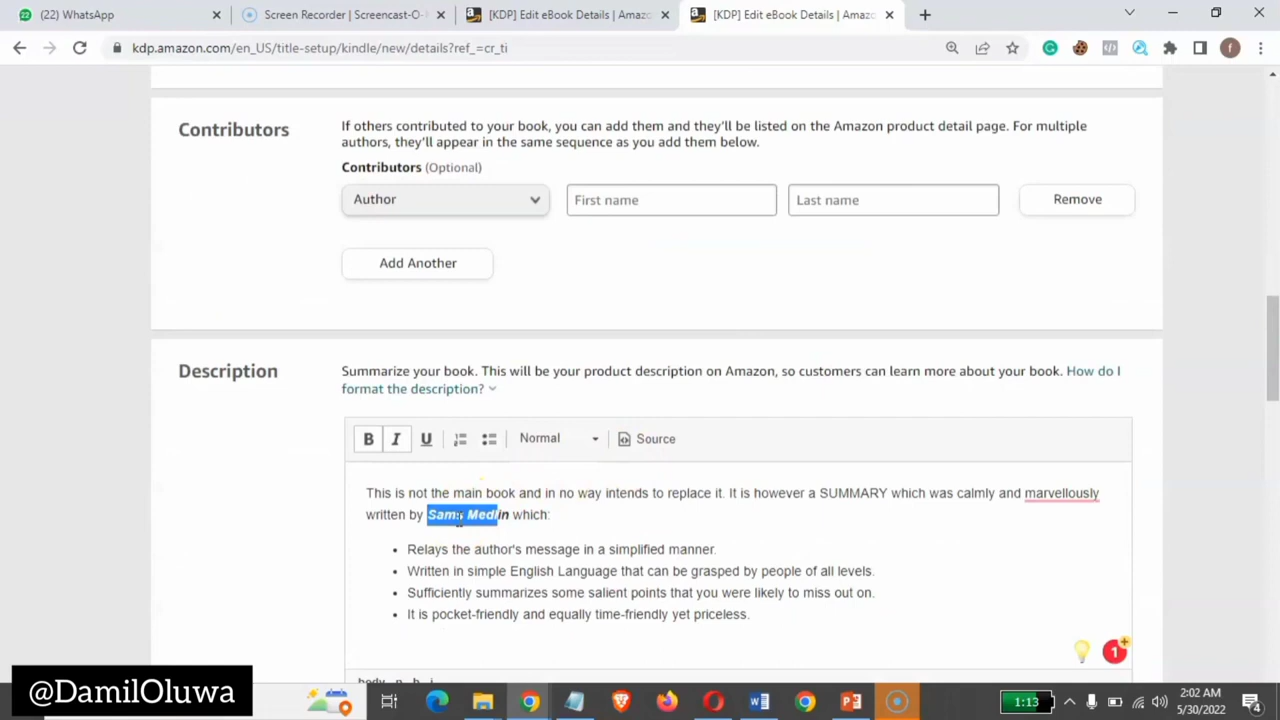 (22) WhatsApp
Screen Recorder | Screencast-O-
[KDP] Edit eBook Details | Amazo
[KDP] Edit eBook Details | Amazo
kdp.amazon.com/en_US/title-setup/kindle/new/details?ref_=cr_ti
f
Contributors
If others contributed to your book, you can add them and they'll be listed on the Amazon product detail page. For multiple
authors, they'll appear in the same sequence as you add them below.
Contributors (Optional)
Author
First name
Last name
Remove
Add Another
Description
Summarize your book. This will be your product description on Amazon, so customers can learn more about your book. How do I
format the description?
B I U
Normal
Source
This is not the main book and in no way intends to replace it. It is however a SUMMARY which was calmly and marvellously
written by Medlin which:
Relays the author's message in a simplified manner.
Written in simple English Language that can be grasped by people of all levels.
Sufficiently summarizes some salient points that you were likely to miss out on.
It is pocket-friendly and equally time-friendly yet priceless.
1
body p b i
@DamilOluwa
1:13
2:02 AM
5/30/2022
4